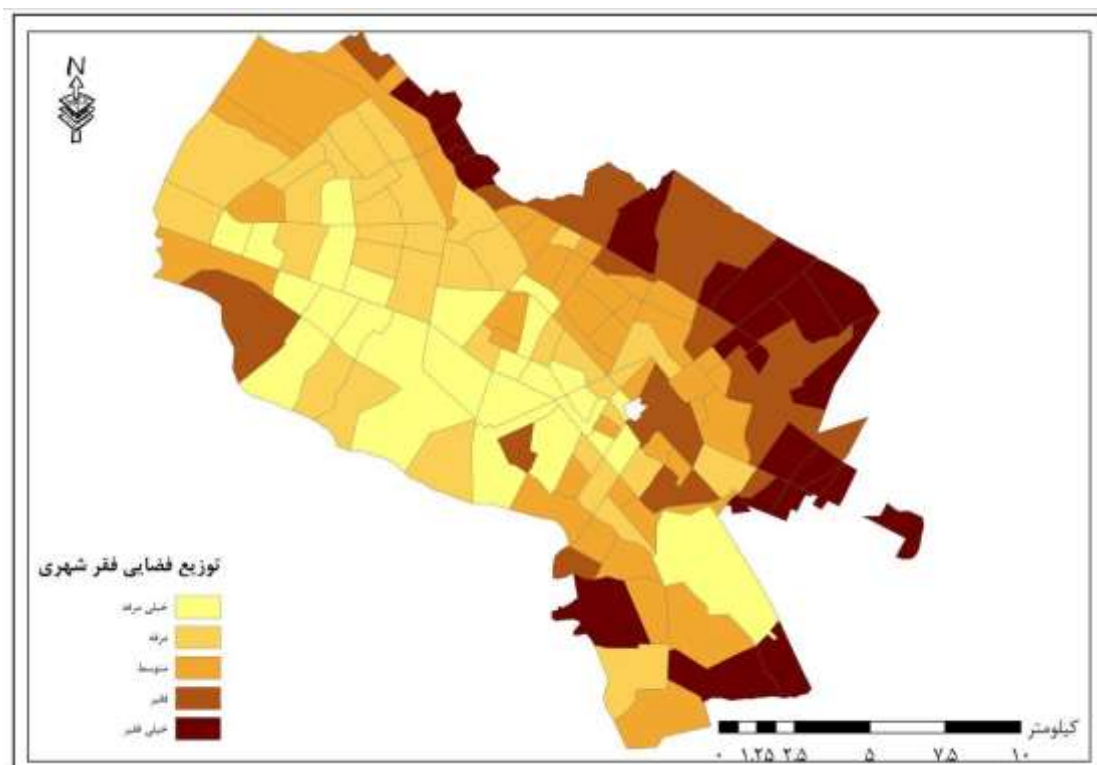 N
توزیع فضایی فقر شهری
خیلی مرفه
مرفه
متوسط
فقیر
خیلی فقیر
کیلومتر
۰ ۱.۲۵ ۲.۵ ۵ ۷.۵ ۱۰